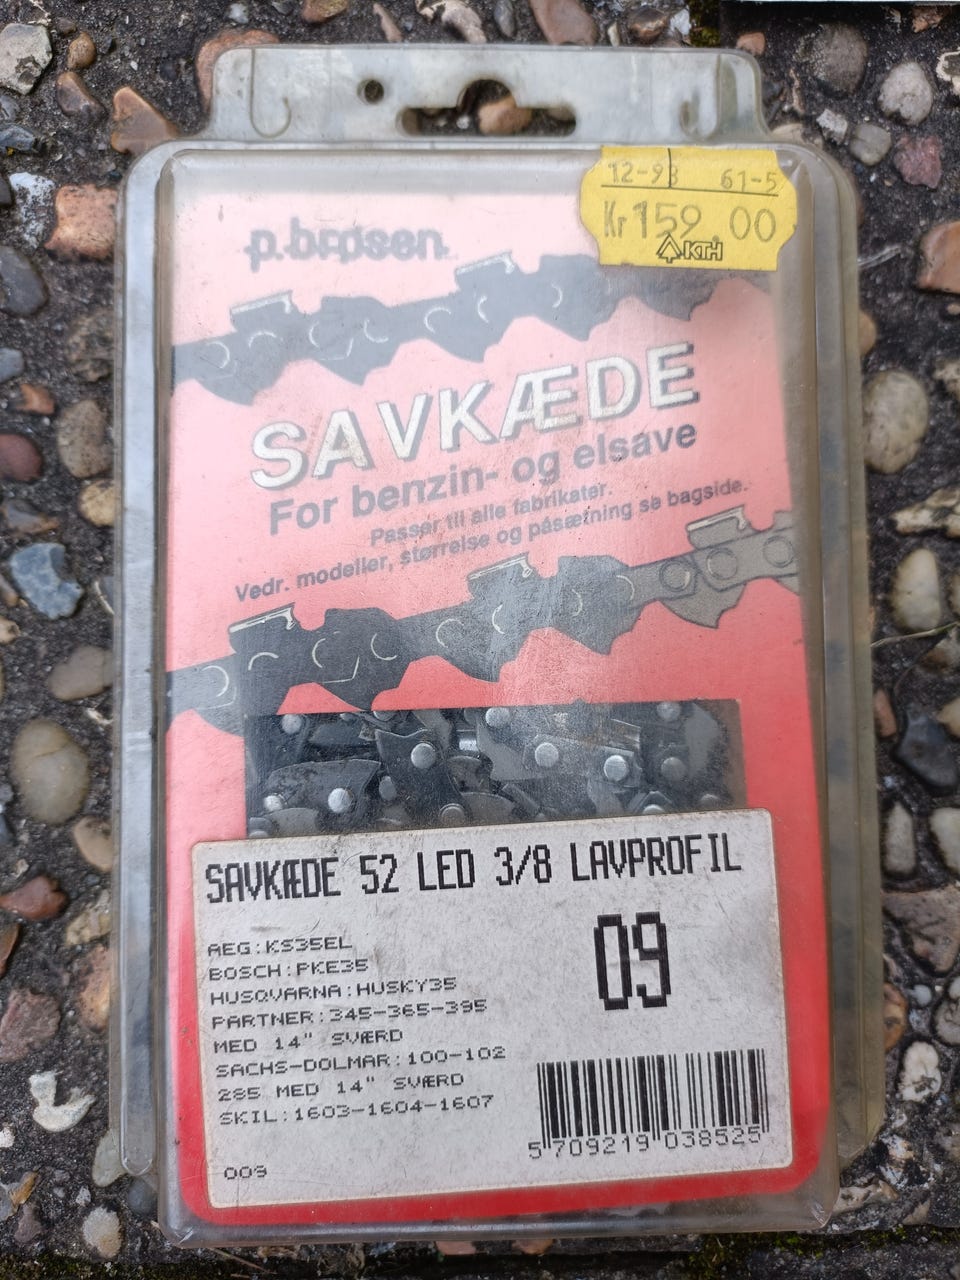 12-93 61-5
Kr 159.00
KTH
p.brøsen
SAVKÆDE
For benzin- og elsave
Passer til alle fabrikater.
Vedr. modeller, størrelse og påsætning se bagside.
SAVKÆDE 52 LED 3/8 LAVPROFIL
09
AEG:KS35EL
BOSCH:PKE35
HUSQVARNA:HUSKY35
PARTNER:345-365-395
MED 14" SVÆRD
SACHS-DOLMAR:100-102
285 MED 14" SVÆRD
SKIL:1603-1604-1607
009
5 709219 038525